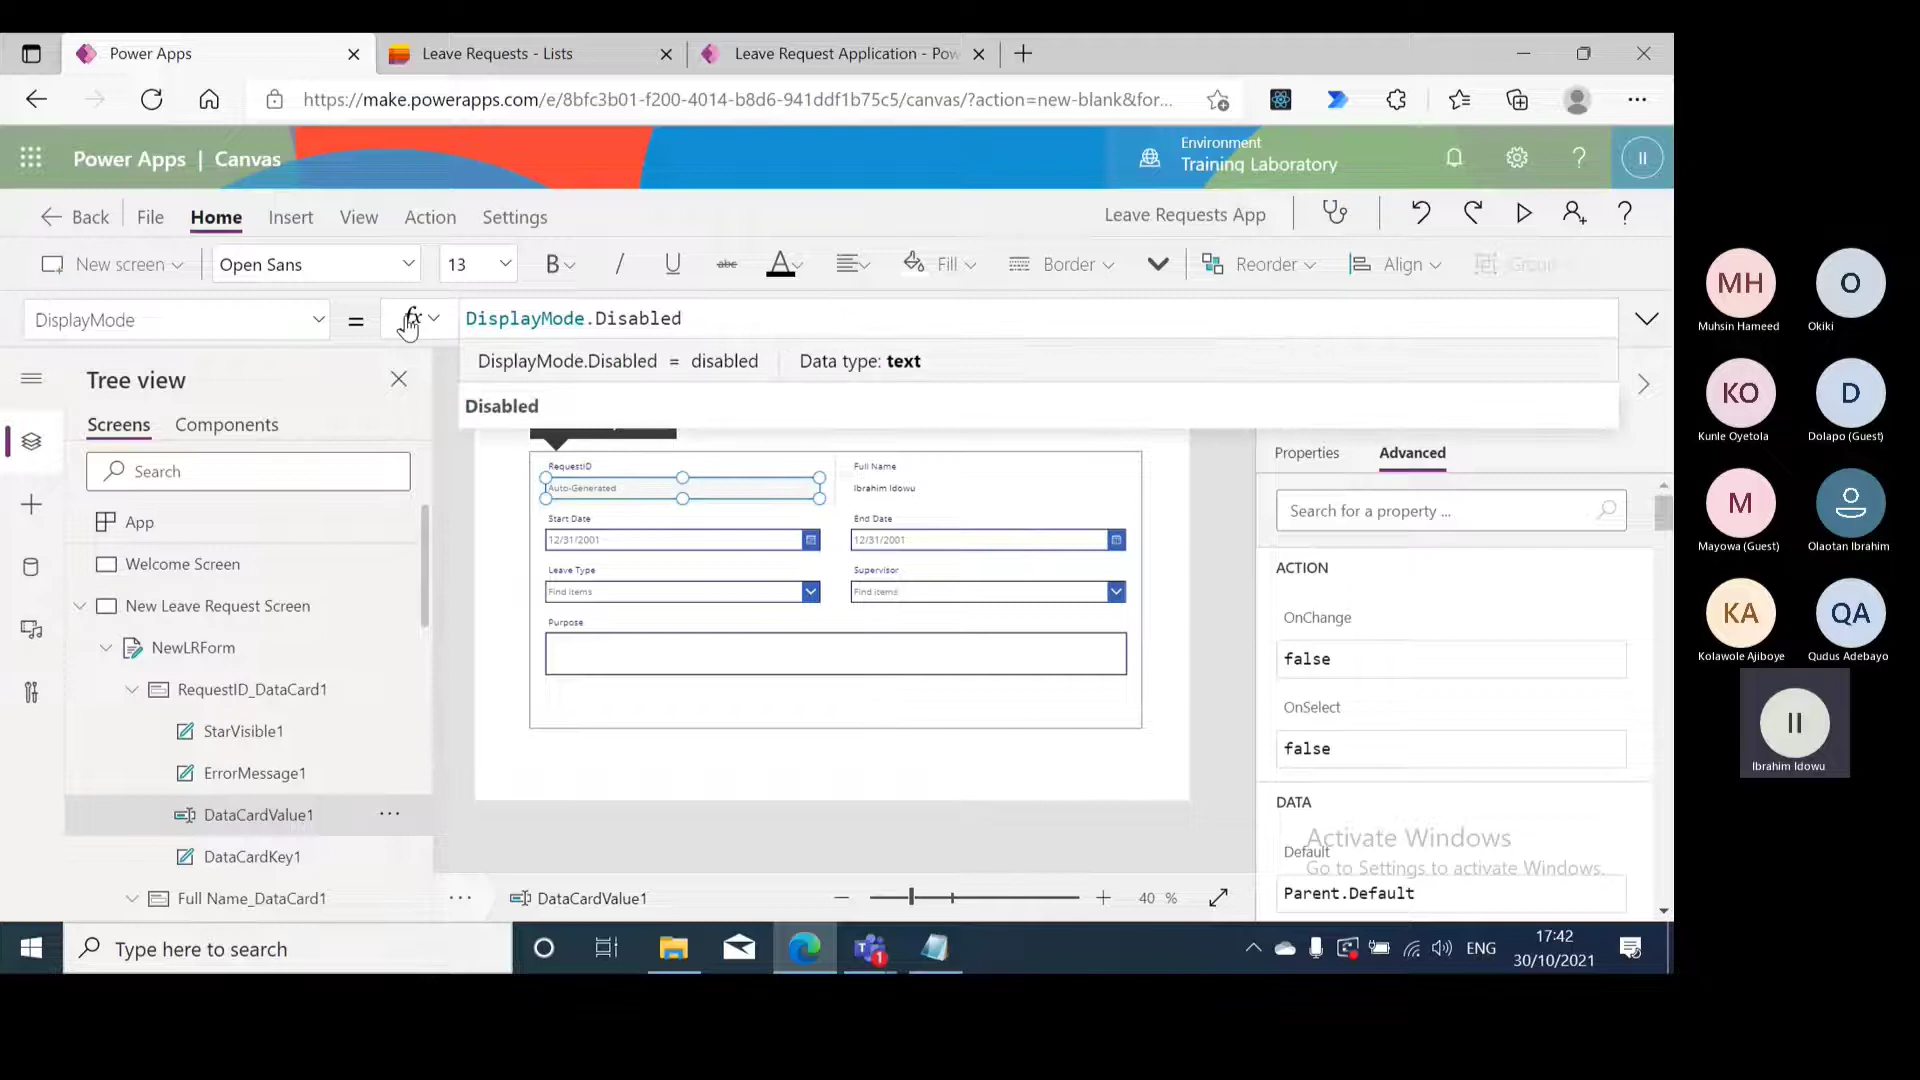 Power Apps
Leave Requests - Lists
Leave Request Application - Pow
https://make.powerapps.com/e/8bfc3b01-f200-4014-b8d6-941ddf1b75c5/canvas/?action=new-blank&for...
Power Apps | Canvas
Environment
Training Laboratory
II
Back
File
Home
Insert
View
Action
Settings
Leave Requests App
New screen
Open Sans
13
B
/
U
abc
A
Fill
Border
Reorder
Align
Group
DisplayMode
=
fx
DisplayMode.Disabled
DisplayMode.Disabled = disabled
Data type: text
Disabled
Tree view
Screens
Components
Search
App
Welcome Screen
New Leave Request Screen
NewLRForm
RequestID_DataCard1
StarVisible1
ErrorMessage1
DataCardValue1
DataCardKey1
Full Name_DataCard1
RequestID
Auto-Generated
Full Name
Ibrahim Idowu
Start Date
12/31/2001
End Date
12/31/2001
Leave Type
Find items
Supervisor
Find items
Purpose
DataCardValue1
40 %
Properties
Advanced
Search for a property ...
ACTION
OnChange
false
OnSelect
false
DATA
Default
Parent.Default
Activate Windows
Go to Settings to activate Windows.
Type here to search
1
ENG
17:42
30/10/2021
MH
Muhsin Hameed
O
Okiki
KO
Kunle Oyetola
D
Dolapo (Guest)
M
Mayowa (Guest)
Olaotan Ibrahim
KA
Kolawole Ajiboye
QA
Qudus Adebayo
II
Ibrahim Idowu